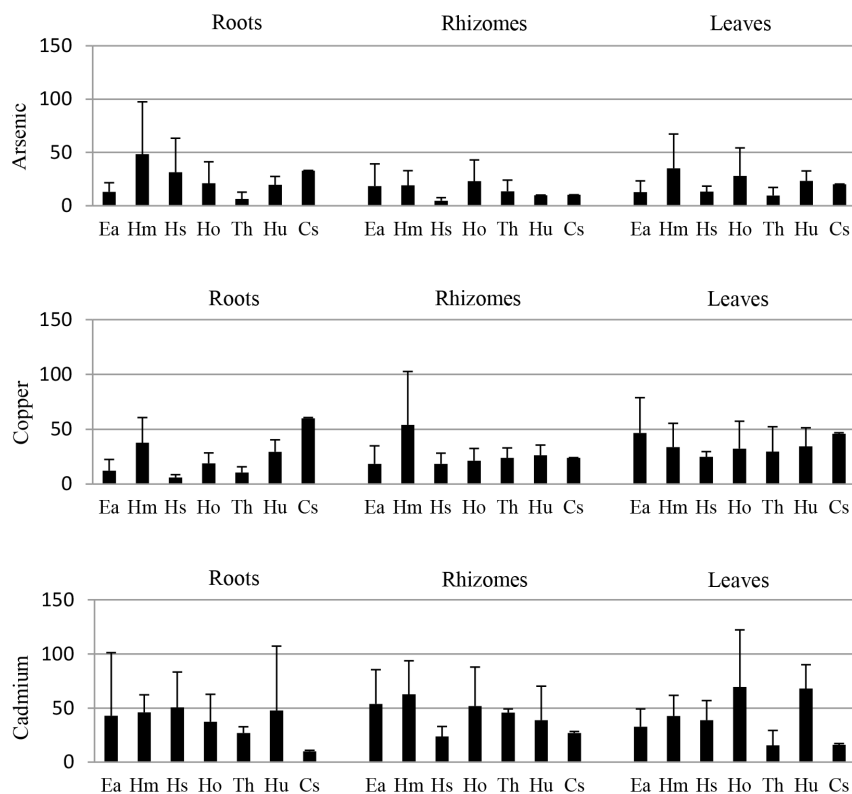 Roots Rhizomes Leaves
150
100
50
0
Arsenic
Ea Hm Hs Ho Th Hu Cs Ea Hm Hs Ho Th Hu Cs Ea Hm Hs Ho Th Hu Cs
Roots Rhizomes Leaves
150
100
50
0
Copper
Ea Hm Hs Ho Th Hu Cs Ea Hm Hs Ho Th Hu Cs Ea Hm Hs Ho Th Hu Cs
Roots Rhizomes Leaves
150
100
50
0
Cadmium
Ea Hm Hs Ho Th Hu Cs Ea Hm Hs Ho Th Hu Cs Ea Hm Hs Ho Th Hu Cs